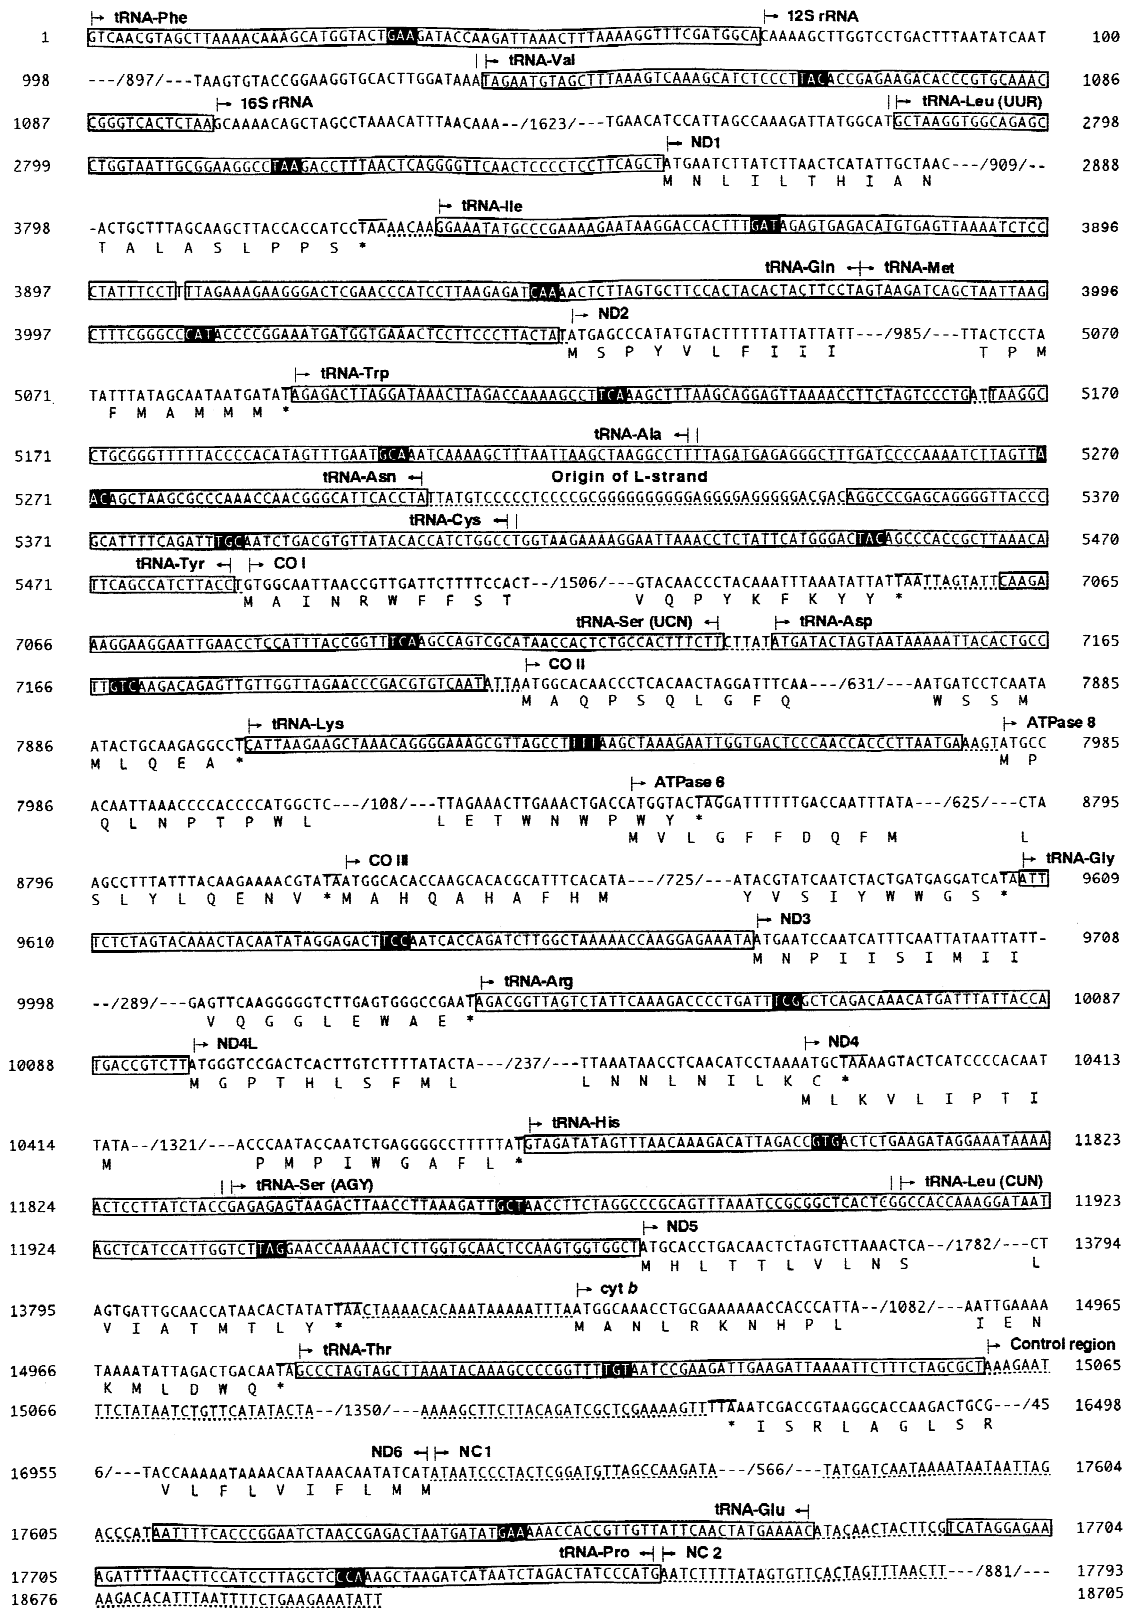 tRNA-Phe 12S rRNA
1 GTCAACGTAGCTTAAAACAAAGCATGGTACTGAAGATACCAAGATTAAACTTTAAAAGGTTTCGATGGCACAAAAGCTTGGTCCTGACTTTAATATCAAT 100
tRNA-Val
998 ---/897/---TAAGTGTACCGGAAGGTGCACTTGGATAAATAGAATGTAGCTTTAAAGTCAAAGCATCTCCCTTACACCGAGAAGACACCCGTGCAAAC 1086
16S rRNA tRNA-Leu (UUR)
1087 CGGGTCACTCTAAGCAAAACAGCTAGCCTAAACATTTAACAAA--/1623/---TGAACATCCATTAGCCAAAGATTATGGCATGCTAAGGTGGCAGAGC 2798
ND1
2799 CTGGTAATTGCGGAAGGCCTAAGACCTTTAACTCAGGGGTTCAACTCCCCTCCTTCAGCTATGAATCTTATCTTAACTCATATTGCTAAC---/909/-- 2888
M N L I L T H I A N
tRNA-Ile
3798 -ACTGCTTTAGCAAGCTTACCACCATCCTAAAACAAGGAAATATGCCCGAAAAGAATAAGGACCACTTTGATAGAGTGAGACATGTGAGTTAAAATCTCC 3896
T A L A S L P P S *
tRNA-Gln tRNA-Met
3897 CTATTTCCTTTTAGAAAGAAGGGACTCGAACCCATCCTTAAGAGATCAAAACTCTTAGTGCTTCCACTACACTACTTCCTAGTAAGATCAGCTAATTAAG 3996
ND2
3997 CTTTCGGGCCCATACCCCGGAAATGATGGTGAAACTCCTTCCCTTACTATATGAGCCCATATGTACTTTTTATTATTATT---/985/---TTACTCCTA 5070
M S P Y V L F I I I T P M
tRNA-Trp
5071 TATTTATAGCAATAATGATATAGAGACTTAGGATAAACTTAGACCAAAAGCCTTCAAAGCTTTAAGCAGGAGTTAAAACCTTCTAGTCCCTGATTAAGGC 5170
F M A M M M *
tRNA-Ala
5171 CTGCGGGTTTTTACCCCACATAGTTTGAATGCAAATCAAAAGCTTTAATTAAGCTAAGGCCTTTTAGATGAGAGGGCTTTGATCCCCAAAATCTTAGTTA 5270
tRNA-Asn Origin of L-strand
5271 ACAGCTAAGCGCCCAAACCAACGGGCATTCACCTATTATGTCCCCCTCCCCGCGGGGGGGGGGAGGGGAGGGGGACGACAGGCCCGAGCAGGGGTTACCC 5370
tRNA-Cys
5371 GCATTTTCAGATTTGCAATCTGACGTGTTATACACCATCTGGCCTGGTAAGAAAAGGAATTAAACCTCTATTCATGGGACTACAGCCCACCGCTTAAACA 5470
tRNA-Tyr CO I
5471 TTCAGCCATCTTACCTGTGGCAATTAACCGTTGATTCTTTTCCACT--/1506/---GTACAACCCTACAAATTTAAATATTATTAATTAGTATTCAAGA 7065
M A I N R W F F S T V Q P Y K F K Y Y *
tRNA-Ser (UCN) tRNA-Asp
7066 AAGGAAGGAATTGAACCTCCATTTACCGGTTTCAAGCCAGTCGCATAACCACTCTGCCACTTTCTTCTTATATGATACTAGTAATAAAAATTACACTGCC 7165
CO II
7166 TTGTCAAGACAGAGTTGTTGGTTAGAACCCGACGTGTCAATATTAATGGCACAACCCTCACAACTAGGATTTCAA---/631/---AATGATCCTCAATA 7885
M A Q P S Q L G F Q W S S M
tRNA-Lys ATPase 8
7886 ATACTGCAAGAGGCCTCATTAAGAAGCTAAACAGGGGAAAGCGTTAGCCTTTTAAGCTAAAGAATTGGTGACTCCCAACCACCCTTAATGAAAGTATGCC 7985
M L Q E A * M P
ATPase 6
7986 ACAATTAAACCCCACCCCATGGCTC---/108/---TTAGAAACTTGAAACTGACCATGGTACTAGGATTTTTTGACCAATTTATA---/625/---CTA 8795
Q L N P T P W L L E T W N W P W Y *
M V L G F F D Q F M L
CO III tRNA-Gly
8796 AGCCTTTATTTACAAGAAAACGTATAATGGCACACCAAGCACACGCATTTCACATA---/725/---ATACGTATCAATCTACTGATGAGGATCATAATT 9609
S L Y L Q E N V * M A H Q A H A F H M Y V S I Y W W G S *
ND3
9610 TCTCTAGTACAAACTACAATATAGGAGACTTCCAATCACCAGATCTTGGCTAAAAACCAAGGAGAAATAATGAATCCAATCATTTCAATTATAATTATT- 9708
M N P I I S I M I I
tRNA-Arg
9998 --/289/---GAGTTCAAGGGGGTCTTGAGTGGGCCGAATAGACGGTTAGTCTATTCAAAGACCCCTGATTTCGGCTCAGACAAACATGATTTATTACCA 10087
V Q G G L E W A E *
ND4L ND4
10088 TGACCGTCTTATGGGTCCGACTCACTTGTCTTTTATACTA---/237/---TTAAATAACCTCAACATCCTAAAATGCTAAAAGTACTCATCCCCACAAT 10413
M G P T H L S F M L L N N L N I L K C *
M L K V L I P T I
tRNA-His
10414 TATA--/1321/---ACCCAATACCAATCTGAGGGGCCTTTTTATGTAGATATAGTTTAACAAAGACATTAGACCGTGACTCTGAAGATAGGAAATAAAA 11823
M P M P I W G A F L *
tRNA-Ser (AGY) tRNA-Leu (CUN)
11824 ACTCCTTATCTACCGAGAGAGTAAGACTTAACCTTAAAGATTGCTAACCTTCTAGGCCCGCAGTTTAAATCCGCGGCTCACTCGGCCACCAAAGGATAAT 11923
ND5
11924 AGCTCATCCATTGGTCTTAGGAACCAAAAACTCTTGGTGCAACTCCAAGTGGTGGCTATGCACCTGACAACTCTAGTCTTAAACTCA--/1782/---CT 13794
M H L T T L V L N S L
cyt b
13795 AGTGATTGCAACCATAACACTATATTAACTAAAACACAAATAAAAATTTAATGGCAAACCTGCGAAAAAACCACCCATTA--/1082/---AATTGAAAA 14965
V I A T M T L Y * M A N L R K N H P L I E N
tRNA-Thr Control region
14966 TAAAATATTAGACTGACAATAGCCCTAGTAGCTTAAATACAAAGCCCCGGTTTTGTAATCCGAAGATTGAAGATTAAAATTCTTTCTAGCGCTAAAGAAT 15065
K M L D W Q *
15066 TTCTATAATCTGTTCATATACTA--/1350/---AAAAGCTTCTTACAGATCGCTCGAAAAGTTTTAAATCGACCGTAAGGCACCAAGACTGCG---/45 16498
* I S R L A G L S R
ND6 NC1
16955 6/---TACCAAAAATAAAACAATAAACAATATCATATAATCCCTACTCGGATGTTAGCCAAGATA---/566/---TATGATCAATAAAATAATAATTAG 17604
V L F L V I F L M M
tRNA-Glu
17605 ACCCATAATTTTCACCCGGAATCTAACCGAGACTAATGATATGAAAAACCACCGTTGTTATTCAACTATGAAAACATACAACTACTTCGTCATAGGAGAA 17704
tRNA-Pro NC 2
17705 AGATTTTAACTTCCATCCTTAGCTCCCAAAGCTAAGATCATAATCTAGACTATCCCATGAATCTTTTATAGTGTTCACTAGTTTAACTT---/881/--- 17793
18676 AAGACACATTTAATTTTCTGAAGAAATATT 18705